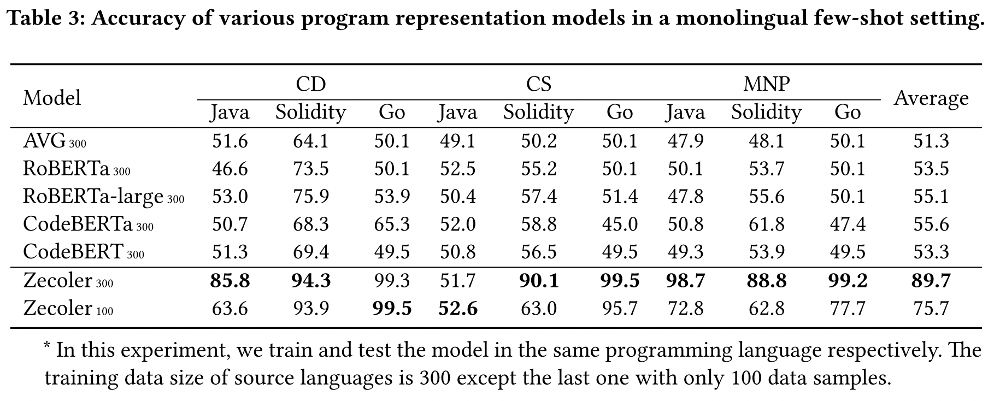 Table 3: Accuracy of various program representation models in a monolingual few-shot setting.
Model CD CS MNP Average
Java Solidity Go Java Solidity Go Java Solidity Go
AVG 300 51.6 64.1 50.1 49.1 50.2 50.1 47.9 48.1 50.1 51.3
RoBERTa 300 46.6 73.5 50.1 52.5 55.2 50.1 50.1 53.7 50.1 53.5
RoBERTa-large 300 53.0 75.9 53.9 50.4 57.4 51.4 47.8 55.6 50.1 55.1
CodeBERTa 300 50.7 68.3 65.3 52.0 58.8 45.0 50.8 61.8 47.4 55.6
CodeBERT 300 51.3 69.4 49.5 50.8 56.5 49.5 49.3 53.9 49.5 53.3
Zecoler 300 85.8 94.3 99.3 51.7 90.1 99.5 98.7 88.8 99.2 89.7
Zecoler 100 63.6 93.9 99.5 52.6 63.0 95.7 72.8 62.8 77.7 75.7
* In this experiment, we train and test the model in the same programming language respectively. The
training data size of source languages is 300 except the last one with only 100 data samples.